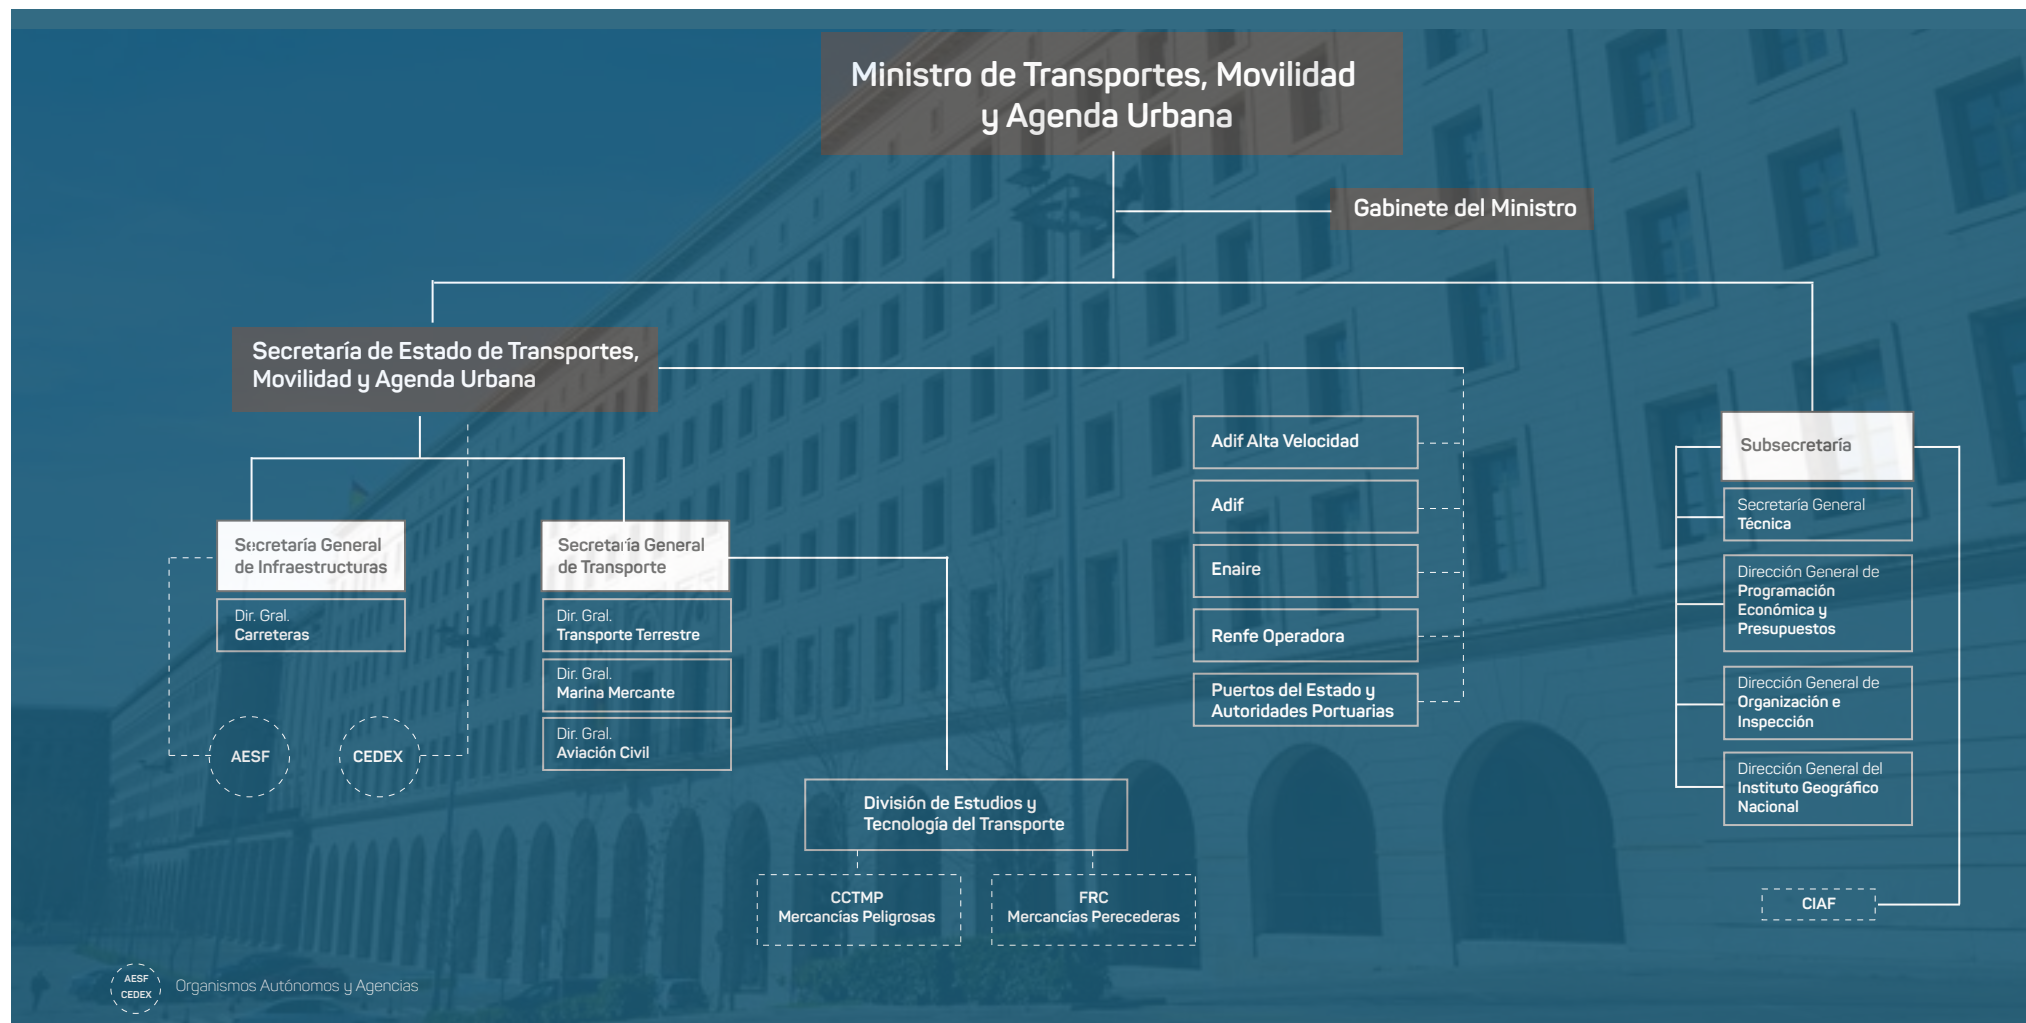 Ministro de Transportes, Movilidad
y Agenda Urbana
Gabinete del Ministro
Secretaría de Estado de Transportes,
Movilidad y Agenda Urbana
Secretaría General
de Infraestructuras
Dir. Gral.
Carreteras
AESF
CEDEX
Secretaría General
de Transporte
Dir. Gral.
Transporte Terrestre
Dir. Gral.
Marina Mercante
Dir. Gral.
Aviación Civil
División de Estudios y
Tecnología del Transporte
CCTMP
Mercancías Peligrosas
FRC
Mercancías Perecederas
Adif Alta Velocidad
Adif
Enaire
Renfe Operadora
Puertos del Estado y
Autoridades Portuarias
Subsecretaría
Secretaría General
Técnica
Dirección General de
Programación
Económica y
Presupuestos
Dirección General de
Organización e
Inspección
Dirección General del
Instituto Geográfico
Nacional
CIAF
AESF
CEDEX
Organismos Autónomos y Agencias